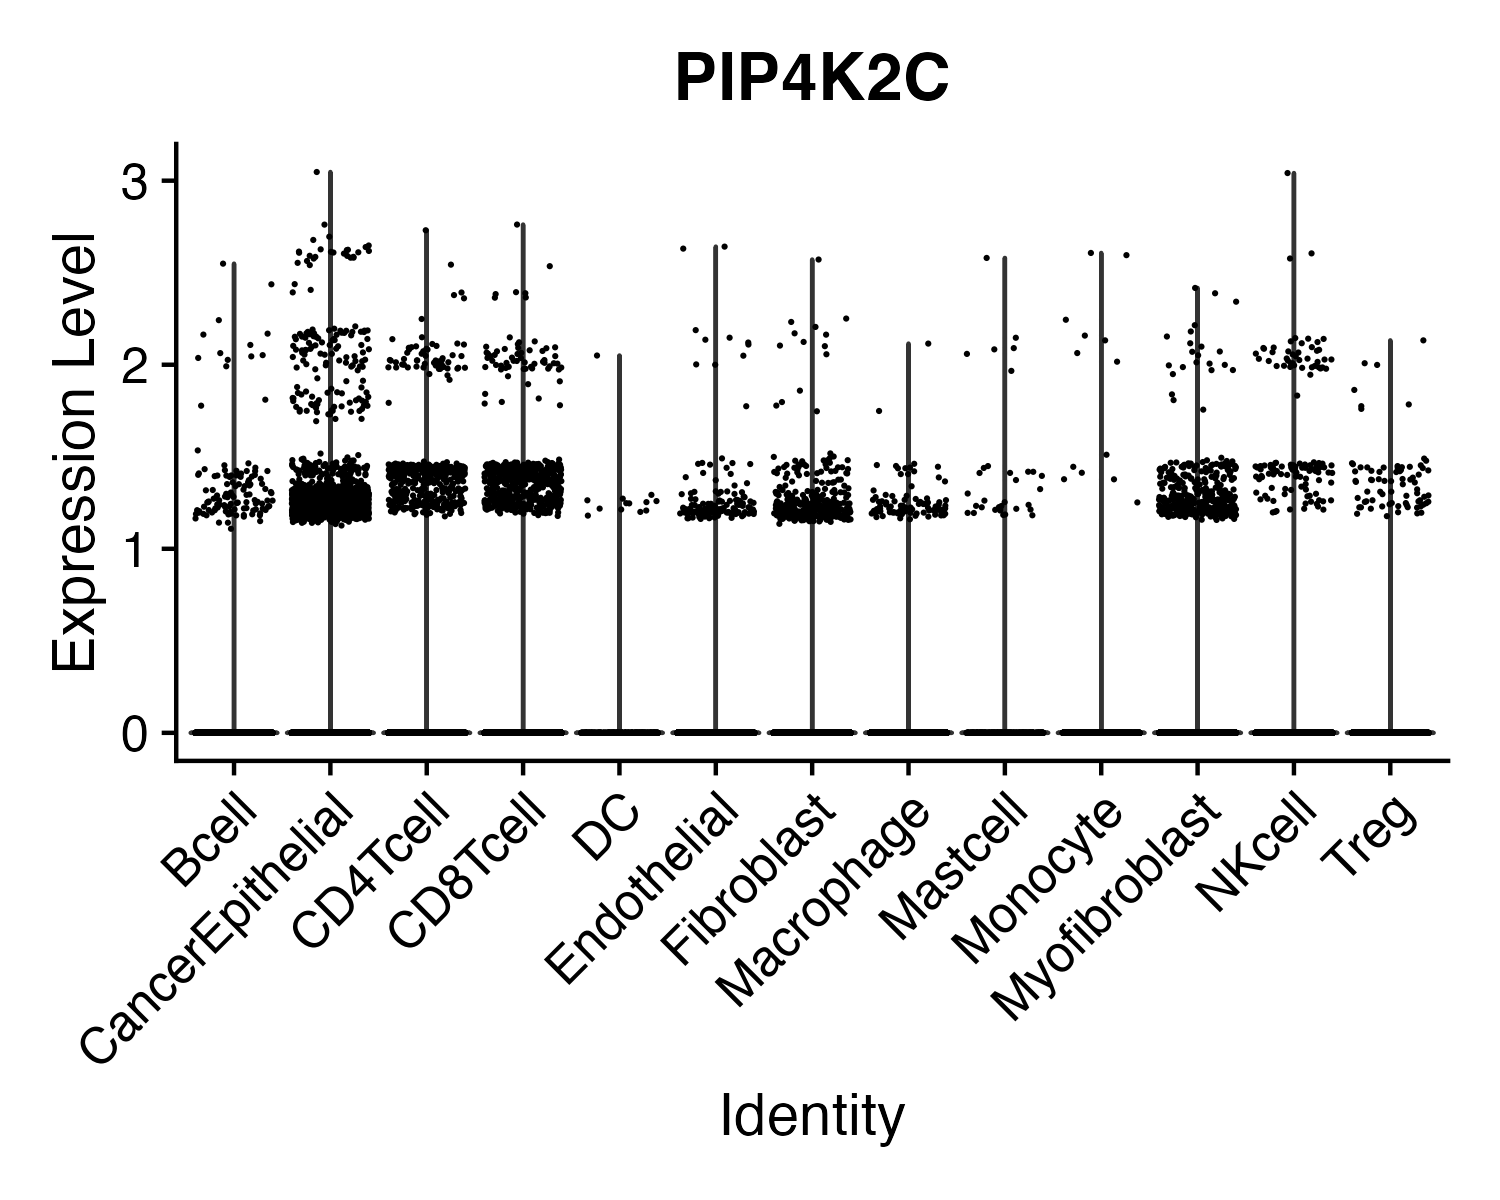 PIP4K2C
Expression Level
3
2
1
0
Bcell
CancerEpithelial
CD4Tcell
CD8Tcell
DC
Endothelial
Fibroblast
Macrophage
Mastcell
Monocyte
Myofibroblast
NKcell
Treg
Identity